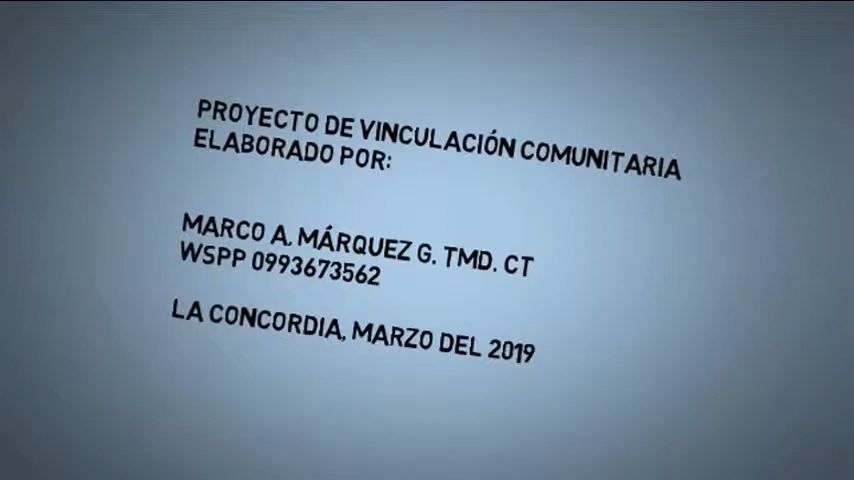 PROYECTO DE VINCULACIÓN COMUNITARIA
ELABORADO POR:
MARCO A. MÁRQUEZ G. TMD. CT
WSPP 0993673562
LA CONCORDIA, MARZO DEL 2019